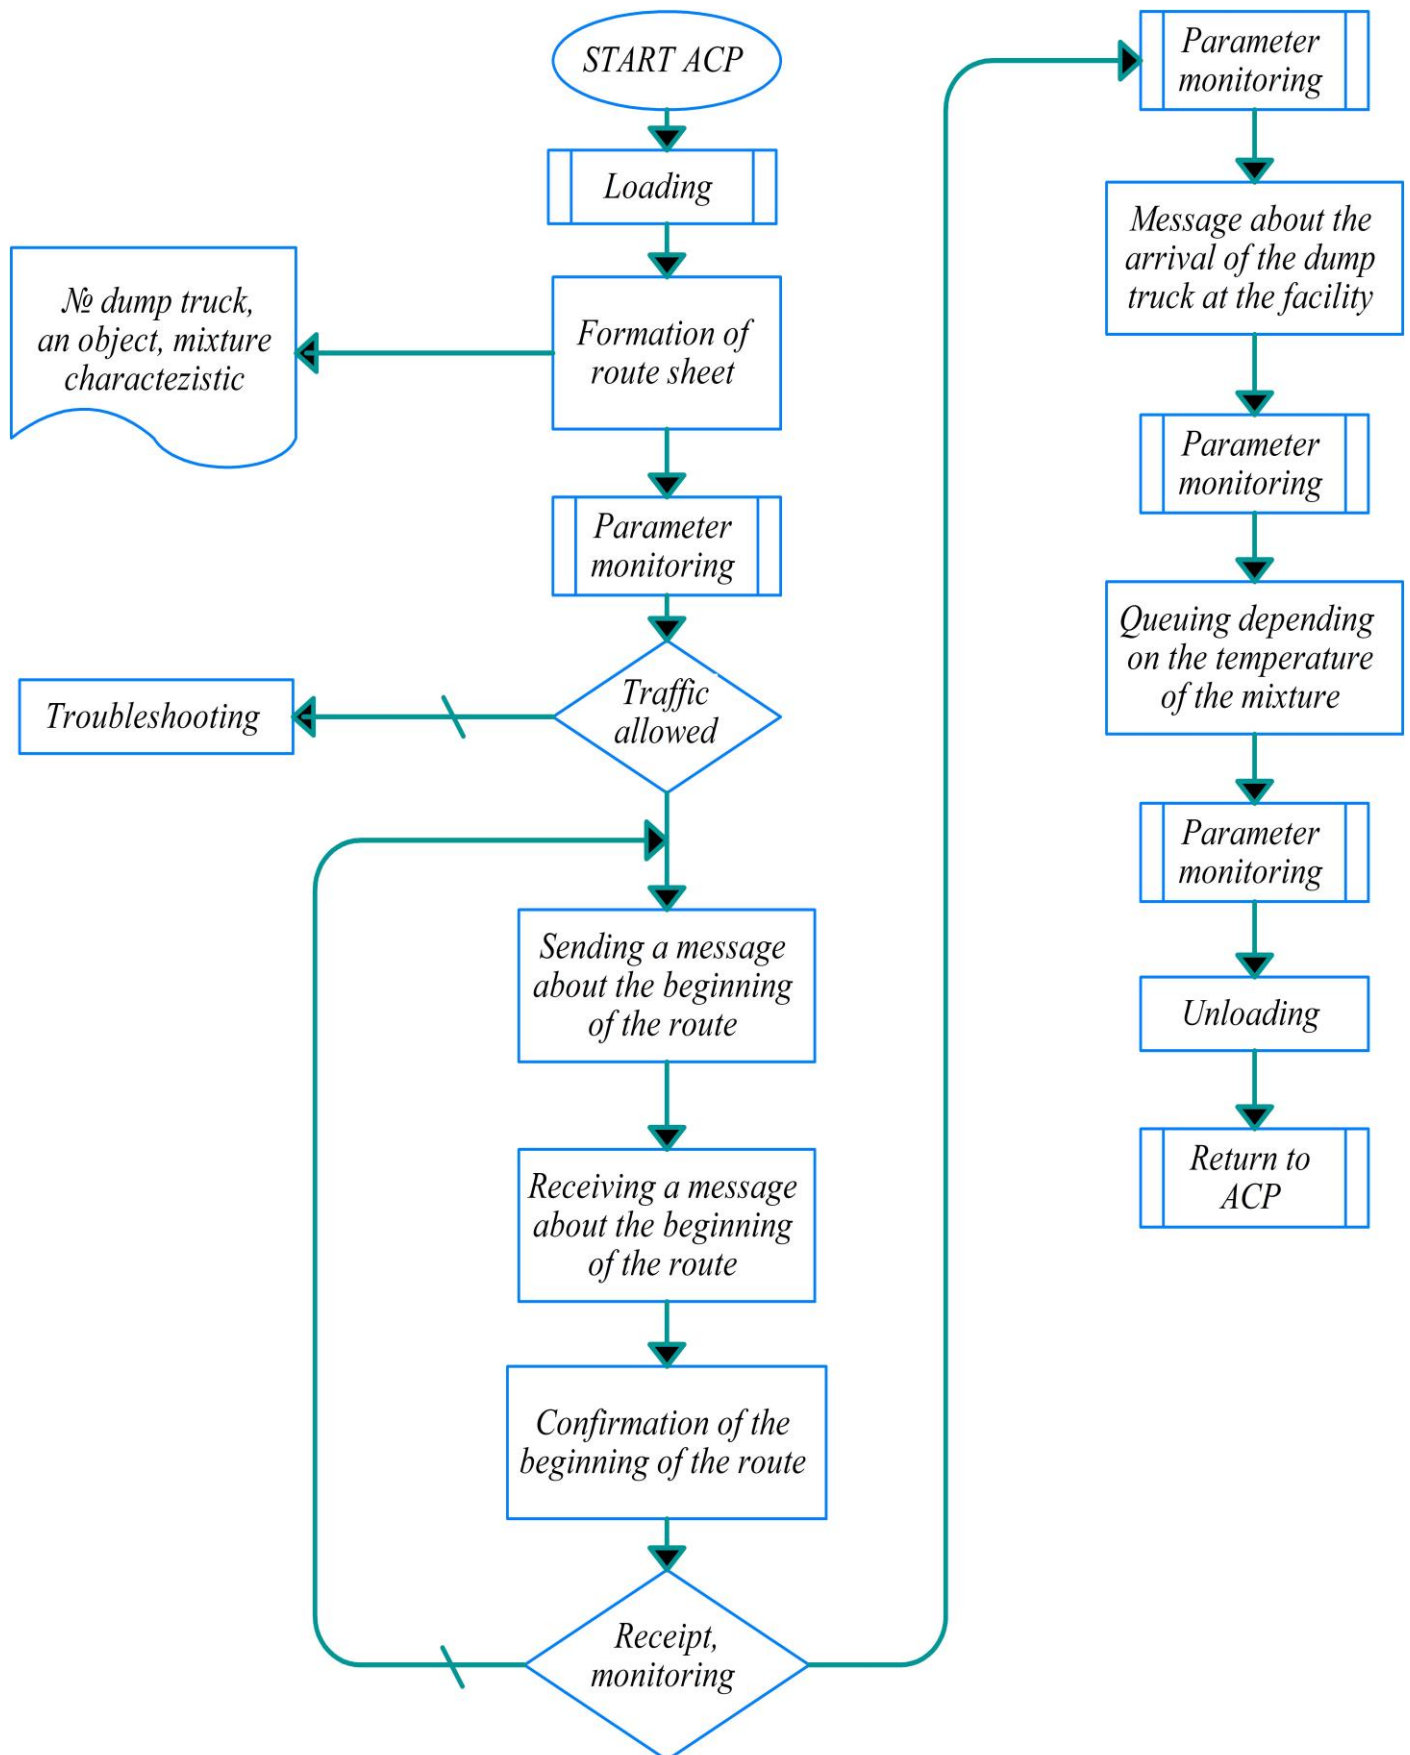 START ACP
Loading
№ dump truck,
an object, mixture
charactezistic
Formation of
route sheet
Parameter
monitoring
Troubleshooting
Traffic
allowed
Sending a message
about the beginning
of the route
Receiving a message
about the beginning
of the route
Confirmation of the
beginning of the route
Receipt,
monitoring
Parameter
monitoring
Message about the
arrival of the dump
truck at the facility
Parameter
monitoring
Queuing depending
on the temperature
of the mixture
Parameter
monitoring
Unloading
Return to
ACP